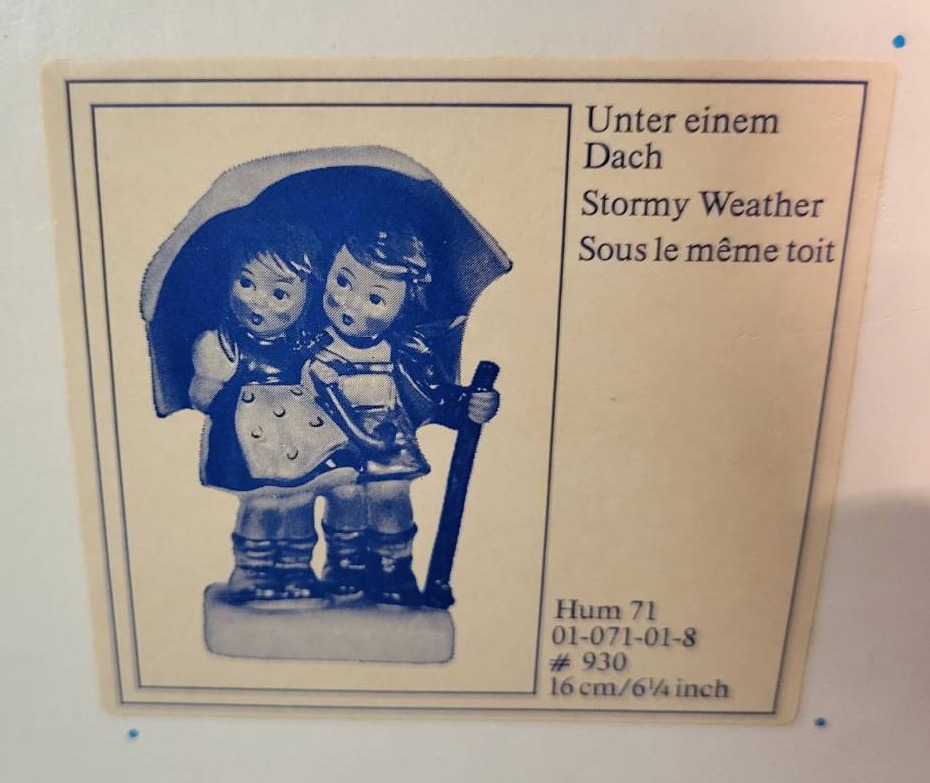 Unter einem
Dach
Stormy Weather
Sous le même toit
Hum 71
01-071-01-8
# 930
16 cm/6¼ inch